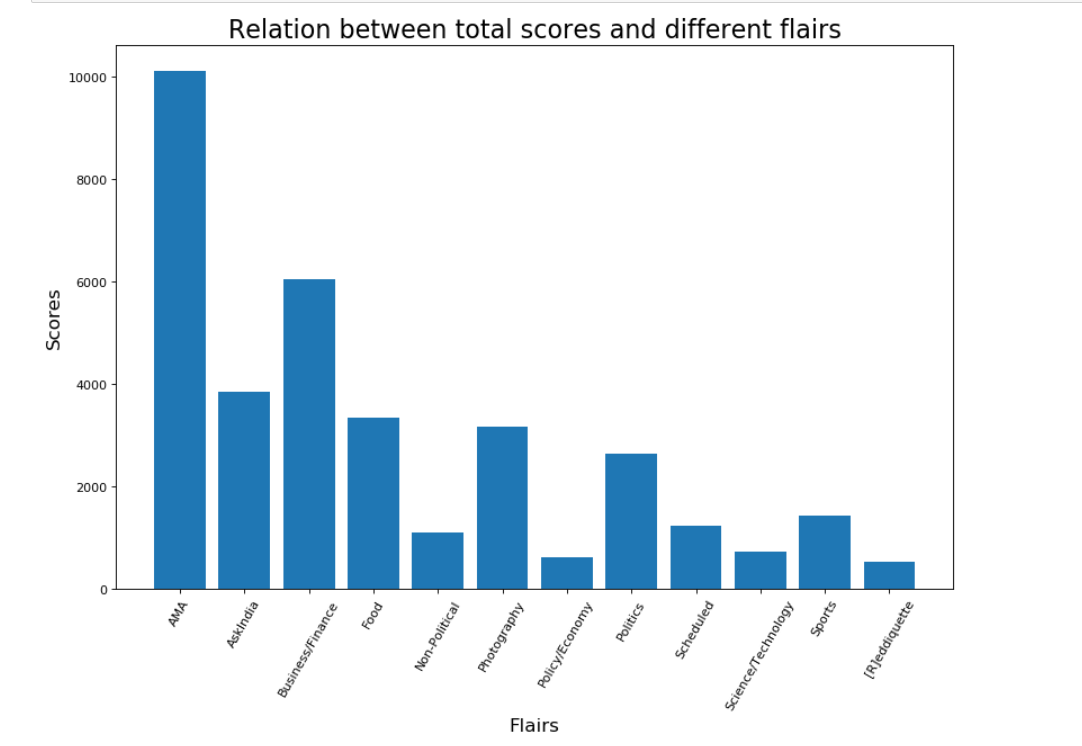 Relation between total scores and different flairs
10000
8000
6000
4000
2000
0
Scores
AMA
AskIndia
Business/Finance
Food
Non-Political
Photography
Policy/Economy
Politics
Scheduled
Science/Technology
Sports
[R]eddiquette
Flairs